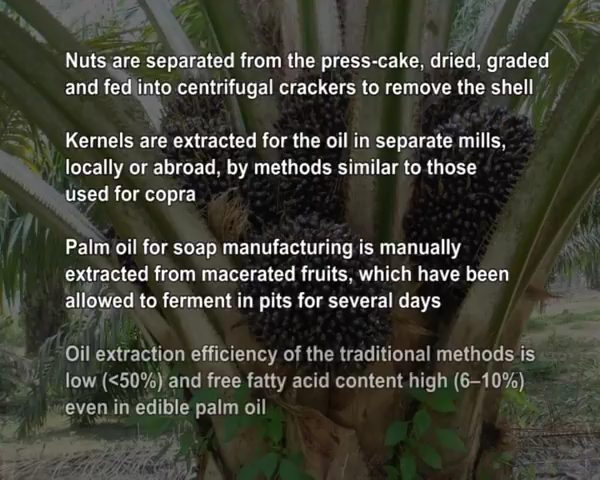 Nuts are separated from the press-cake, dried, graded
and fed into centrifugal crackers to remove the shell
Kernels are extracted for the oil in separate mills,
locally or abroad, by methods similar to those
used for copra
Palm oil for soap manufacturing is manually
extracted from macerated fruits, which have been
allowed to ferment in pits for several days
Oil extraction efficiency of the traditional methods is
low (<50%) and free fatty acid content high (6–10%)
even in edible palm oil